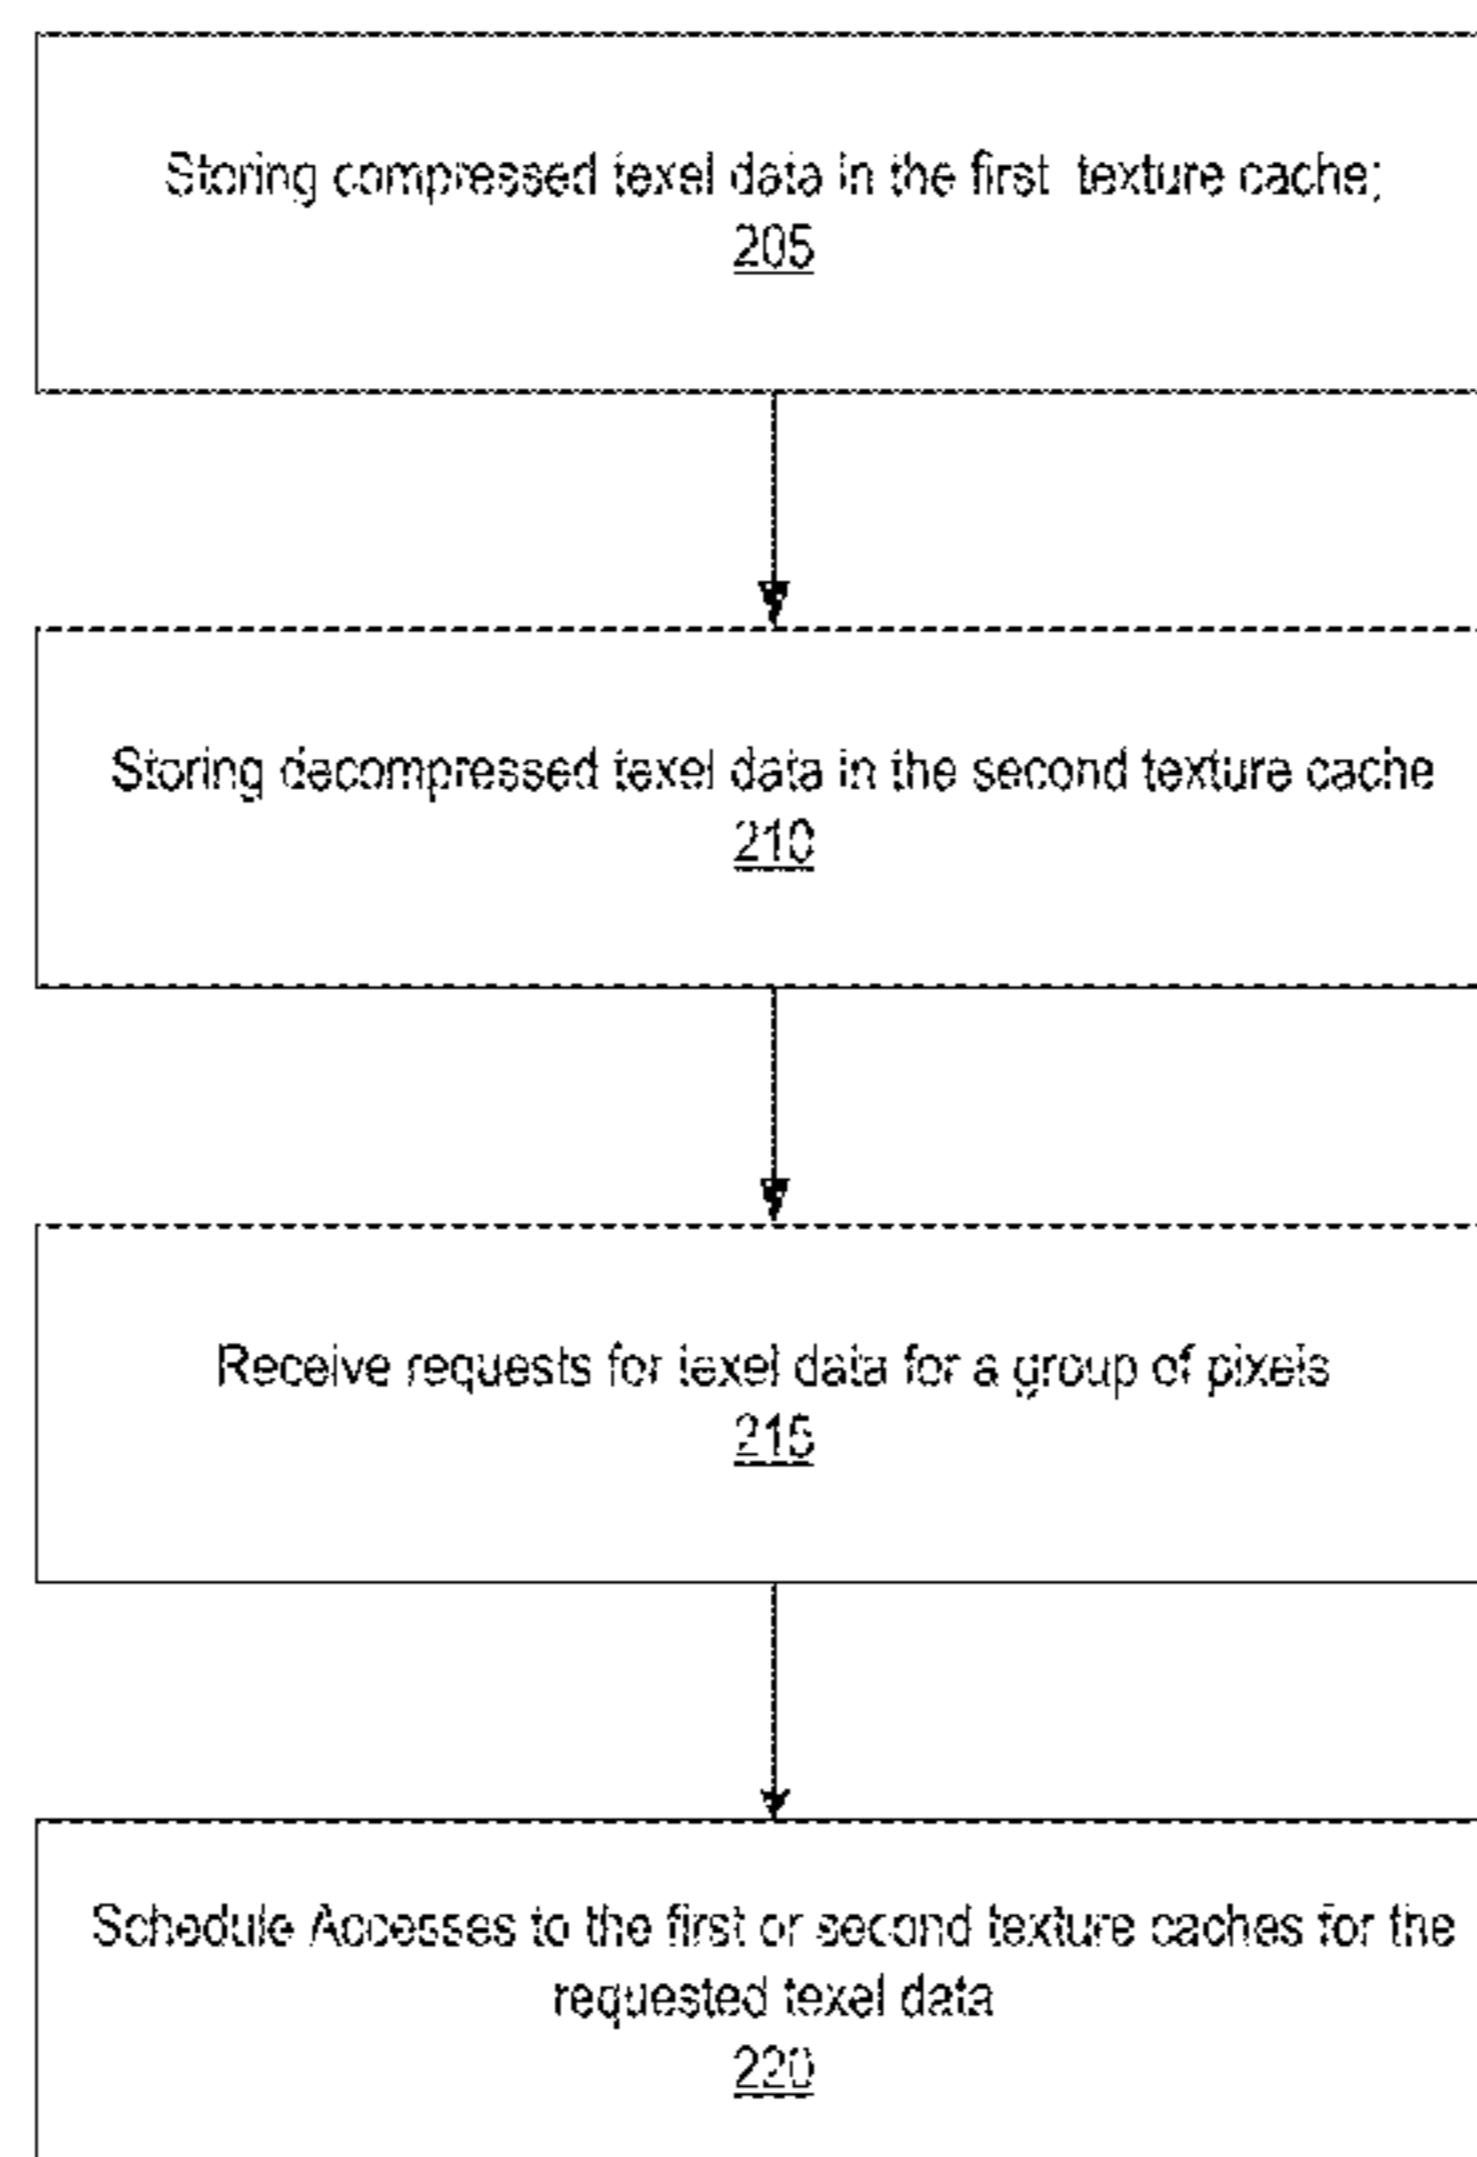 Storing compressed texel data in the first texture cache;
205
Storing decompressed texel data in the second texture cache
210
Receive requests for texel data for a group of pixels
215
Schedule Accesses to the first or second texture caches for the
requested texel data
220